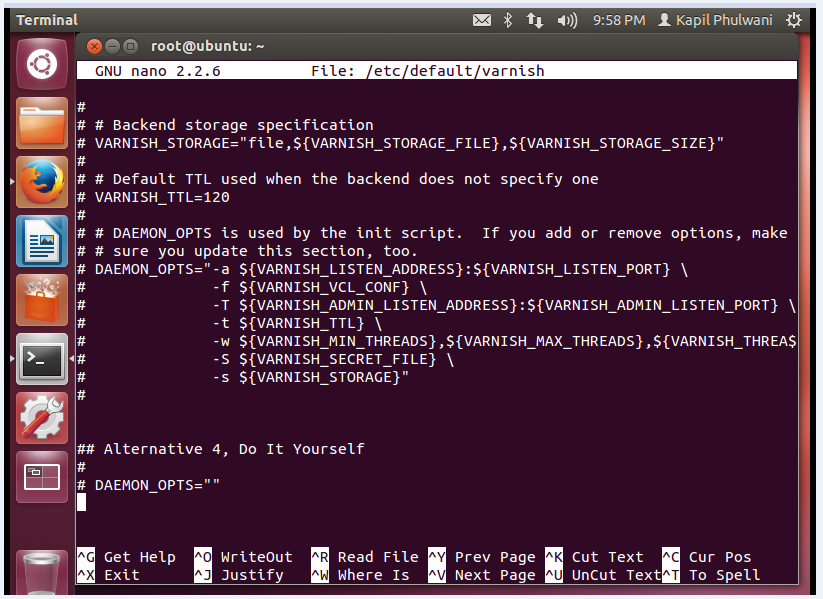 Terminal 9:58 PM Kapil Phulwani
root@ubuntu: ~
GNU nano 2.2.6 File: /etc/default/varnish
#
# # Backend storage specification
# VARNISH_STORAGE="file,${VARNISH_STORAGE_FILE},${VARNISH_STORAGE_SIZE}"
#
# # Default TTL used when the backend does not specify one
# VARNISH_TTL=120
#
# # DAEMON_OPTS is used by the init script.  If you add or remove options, make
# # sure you update this section, too.
# DAEMON_OPTS="-a ${VARNISH_LISTEN_ADDRESS}:${VARNISH_LISTEN_PORT} \
#              -f ${VARNISH_VCL_CONF} \
#              -T ${VARNISH_ADMIN_LISTEN_ADDRESS}:${VARNISH_ADMIN_LISTEN_PORT} \
#              -t ${VARNISH_TTL} \
#              -w ${VARNISH_MIN_THREADS},${VARNISH_MAX_THREADS},${VARNISH_THREA$
#              -S ${VARNISH_SECRET_FILE} \
#              -s ${VARNISH_STORAGE}"
#
## Alternative 4, Do It Yourself
#
# DAEMON_OPTS=""
^G Get Help ^O WriteOut ^R Read File ^Y Prev Page ^K Cut Text ^C Cur Pos
^X Exit ^J Justify ^W Where Is ^V Next Page ^U UnCut Text ^T To Spell